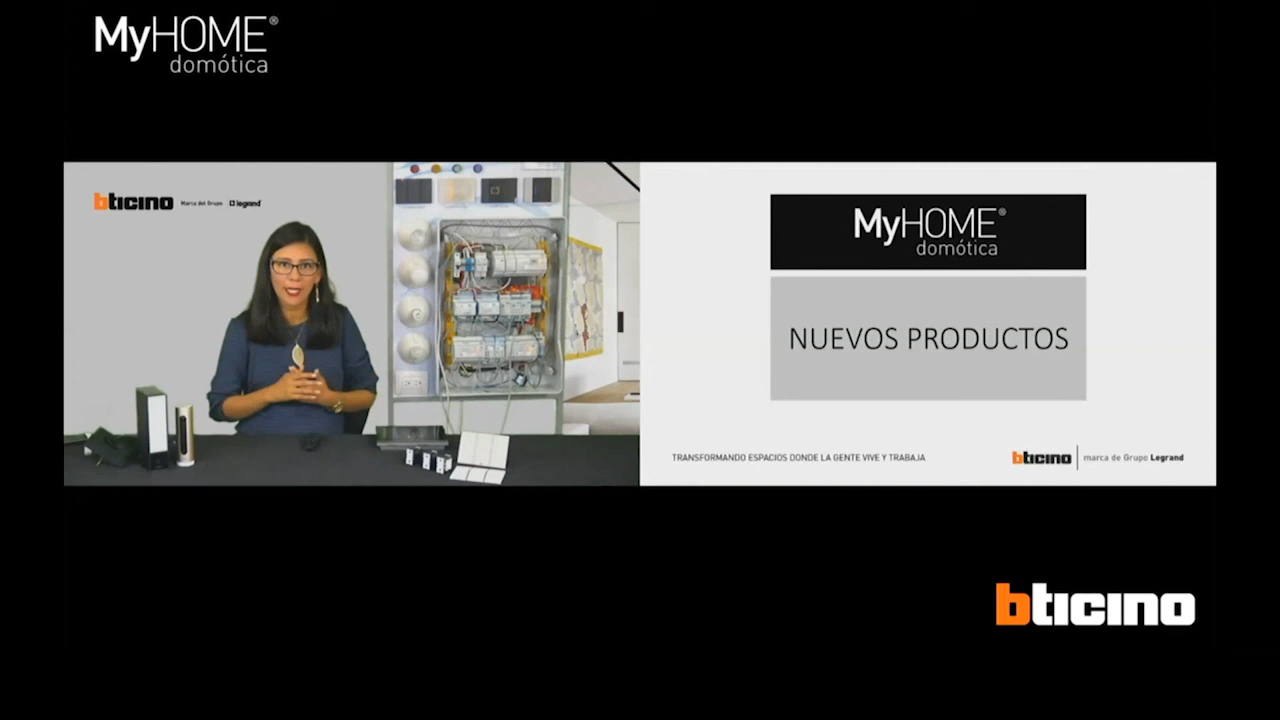 MyHOME®
domótica
bticino Marca del Grupo legrand
MyHOME®
domótica
NUEVOS PRODUCTOS
TRANSFORMANDO ESPACIOS DONDE LA GENTE VIVE Y TRABAJA
bticino marca de Grupo Legrand
bticino